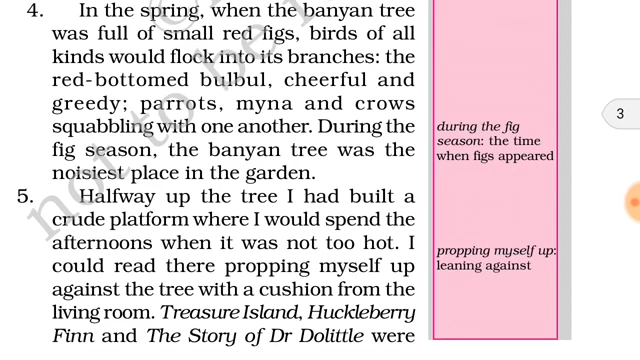 4. In the spring, when the banyan tree
was full of small red figs, birds of all
kinds would flock into its branches: the
red-bottomed bulbul, cheerful and
greedy; parrots, myna and crows
squabbling with one another. During the
fig season, the banyan tree was the
noisiest place in the garden.
5. Halfway up the tree I had built a
crude platform where I would spend the
afternoons when it was not too hot. I
could read there propping myself up
against the tree with a cushion from the
living room. Treasure Island, Huckleberry
Finn and The Story of Dr Dolittle were
during the fig
season: the time
when figs appeared
propping myself up:
leaning against
3
not to be